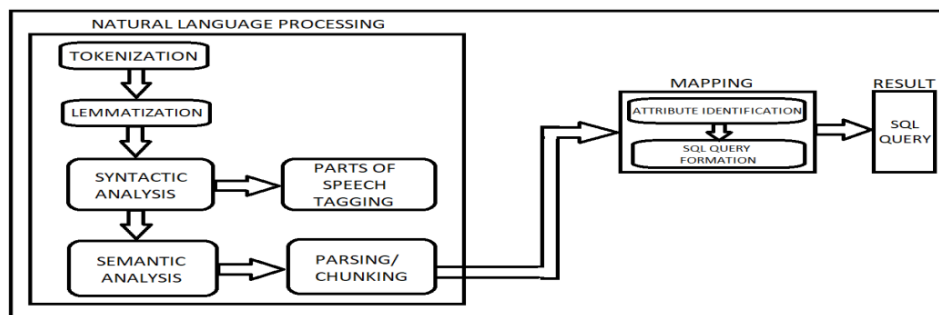 NATURAL LANGUAGE PROCESSING
TOKENIZATION
LEMMATIZATION
SYNTACTIC
ANALYSIS
PARTS OF
SPEECH
TAGGING
SEMANTIC
ANALYSIS
PARSING/
CHUNKING
MAPPING
ATTRIBUTE IDENTIFICATION
SQL QUERY
FORMATION
RESULT
SQL
QUERY